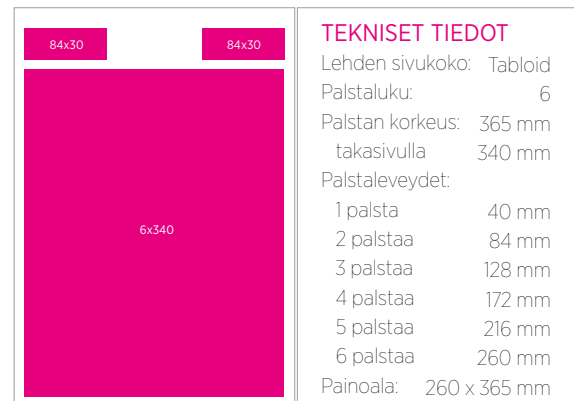 84x30
84x30
6x340
TEKNISET TIEDOT
Lehden sivukoko: Tabloid
Palstaluku: 6
Palstan korkeus: 365 mm
takasivulla 340 mm
Palstaleveydet:
1 palsta 40 mm
2 palstaa 84 mm
3 palstaa 128 mm
4 palstaa 172 mm
5 palstaa 216 mm
6 palstaa 260 mm
Painoala: 260 x 365 mm